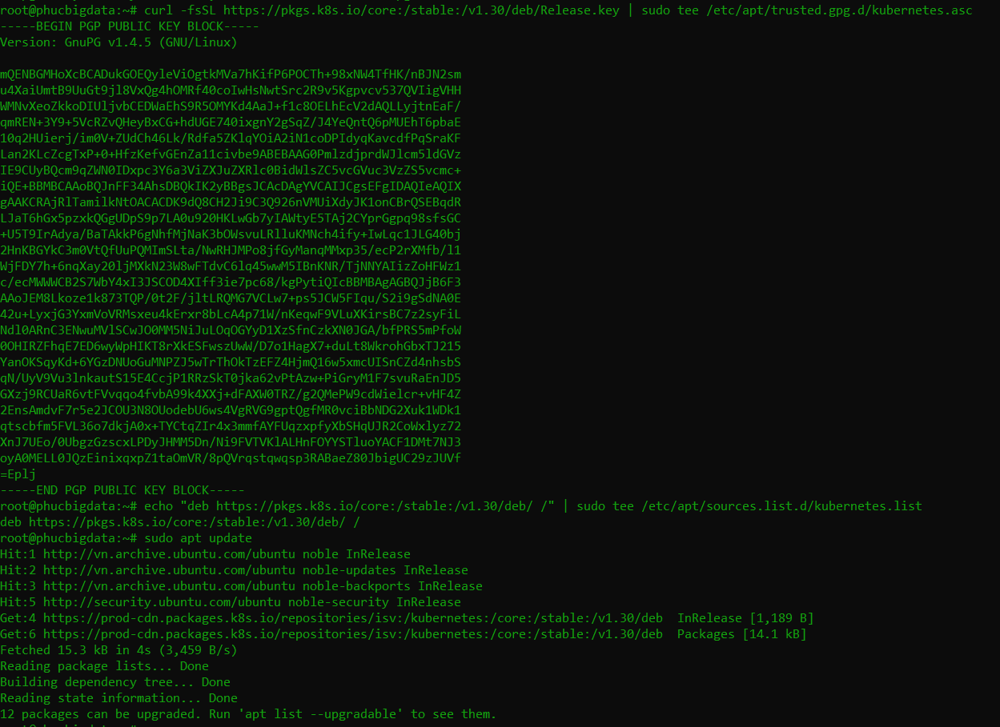 root@phucbigdata:~# curl -fsSL https://pkgs.k8s.io/core:/stable:/v1.30/deb/Release.key | sudo tee /etc/apt/trusted.gpg.d/kubernetes.asc
-----BEGIN PGP PUBLIC KEY BLOCK-----
Version: GnuPG v1.4.5 (GNU/Linux)

mQENBGMHoXcBCADukGOEQyleViOgtkMVa7hKifP6POCTh+98xNW4TfHK/nBJN2sm
u4XaiUmtB9UuGt9jl8VxQg4hOMRf40coIwHsNwtSrc2R9v5Kgpvcv537QVIigVHH
WMNvXeoZkkoDIUljvbCEDWaEhS9R5OMYKd4AaJ+f1c8OELhEcV2dAQLLyjtnEaF/
qmREN+3Y9+5VcRZvQHeyBxCG+hdUGE740ixgnY2gSqZ/J4YeQntQ6pMUEhT6pbaE
10q2HUierj/im0V+ZUdCh46Lk/Rdfa5ZKlqYOiA2iN1coDPIdyqKavcdfPqSraKF
Lan2KLcZcgTxP+0+HfzKefvGEnZa11civbe9ABEBAAG0PmlzdjprdWJlcm5ldGVz
IE9CUyBQcm9qZWN0IDxpc3Y6a3ViZXJuZXRlc0BidWlsZC5vcGVuc3VzZS5vcmc+
iQE+BBMBCAAoBQJnFF34AhsDBQkIK2yBBgsJCAcDAgYVCAIJCgsEFgIDAQIeAQIX
gAAKCRAjRlTamilkNtOACACDK9dQ8CH2Ji9C3Q926nVMUiXdyJK1onCBrQSEBqdR
LJaT6hGx5pzxkQGgUDpS9p7LA0u920HKLwGb7yIAWtyE5TAj2CYprGgpq98sfsGC
+U5T9IrAdya/BaTAkkP6gNhfMjNaK3bOWsvuLRlluKMNch4ify+IwLqc1JLG40bj
2HnKBGYkC3m0VtQfUuPQMImSLta/NwRHJMPo8jfGyManqMMxp35/ecP2rXMfb/l1
WjFDY7h+6nqXay20ljMXkN23W8wFTdvC6lq45wwM5IBnKNR/TjNNYAIizZoHFWz1
c/ecMWWWCB2S7WbY4xI3JSCOD4XIff3ie7pc68/kgPytiQIcBBMBAgAGBQJjB6F3
AAoJEM8Lkoze1k873TQP/0t2F/jltLRQMG7VCLw7+ps5JCW5FIqu/S2i9gSdNA0E
42u+LyxjG3YxmVoVRMsxeu4kErxr8bLcA4p71W/nKeqwF9VLuXKirsBC7z2syFiL
Ndl0ARnC3ENwuMVlSCwJO0MM5NiJuLOqOGYyD1XzSfnCzkXN0JGA/bfPRS5mPfoW
0OHIRZFhqE7ED6wyWpHIKT8rXkESFwszUwW/D7o1HagX7+duLt8WkrohGbxTJ215
YanOKSqyKd+6YGzDNUoGuMNPZJ5wTrThOkTzEFZ4HjmQ16w5xmcUISnCZd4nhsbS
qN/UyV9Vu3lnkautS15E4CcjP1RRzSkT0jka62vPtAzw+PiGryM1F7svuRaEnJD5
GXzj9RCUaR6vtFVvqqo4fvbA99k4XXj+dFAXW0TRZ/g2QMePW9cdWielcr+vHF4Z
2EnsAmdvF7r5e2JCOU3N8OUodebU6ws4VgRVG9gptQgfMR0vciBbNDG2Xuk1WDk1
qtscbfm5FVL36o7dkjA0x+TYCtqZIr4x3mmfAYFUqzxpfyXbSHqUJR2CoWxlyz72
XnJ7UEo/0UbgzGzscxLPDyJHMM5Dn/Ni9FVTVKlALHnFOYYSTluoYACF1DMt7NJ3
oyA0MELL0JQzEinixqxpZ1taOmVR/8pQVrqstqwqsp3RABaeZ80JbigUC29zJUVf
=Eplj
-----END PGP PUBLIC KEY BLOCK-----
root@phucbigdata:~# echo "deb https://pkgs.k8s.io/core:/stable:/v1.30/deb/ /" | sudo tee /etc/apt/sources.list.d/kubernetes.list
deb https://pkgs.k8s.io/core:/stable:/v1.30/deb/ /
root@phucbigdata:~# sudo apt update
Hit:1 http://vn.archive.ubuntu.com/ubuntu noble InRelease
Hit:2 http://vn.archive.ubuntu.com/ubuntu noble-updates InRelease
Hit:3 http://vn.archive.ubuntu.com/ubuntu noble-backports InRelease
Hit:5 http://security.ubuntu.com/ubuntu noble-security InRelease
Get:4 https://prod-cdn.packages.k8s.io/repositories/isv:/kubernetes:/core:/stable:/v1.30/deb  InRelease [1,189 B]
Get:6 https://prod-cdn.packages.k8s.io/repositories/isv:/kubernetes:/core:/stable:/v1.30/deb  Packages [14.1 kB]
Fetched 15.3 kB in 4s (3,459 B/s)
Reading package lists... Done
Building dependency tree... Done
Reading state information... Done
12 packages can be upgraded. Run 'apt list --upgradable' to see them.